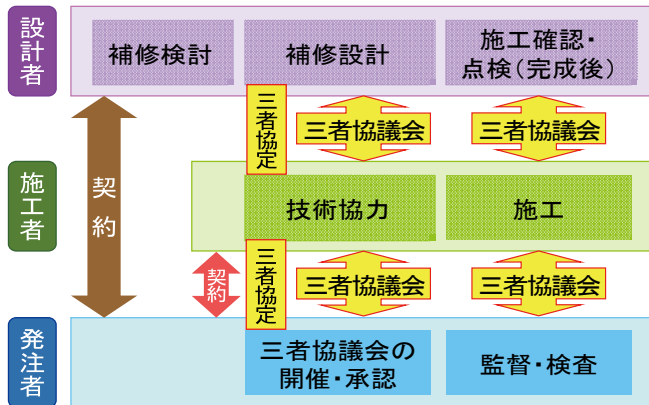 設計者
補修検討
補修設計
施工確認・
点検(完成後)
契約
三者協定
三者協議会
三者協議会
施工者
技術協力
施工
契約
三者協定
三者協議会
三者協議会
発注者
三者協議会の
開催・承認
監督・検査